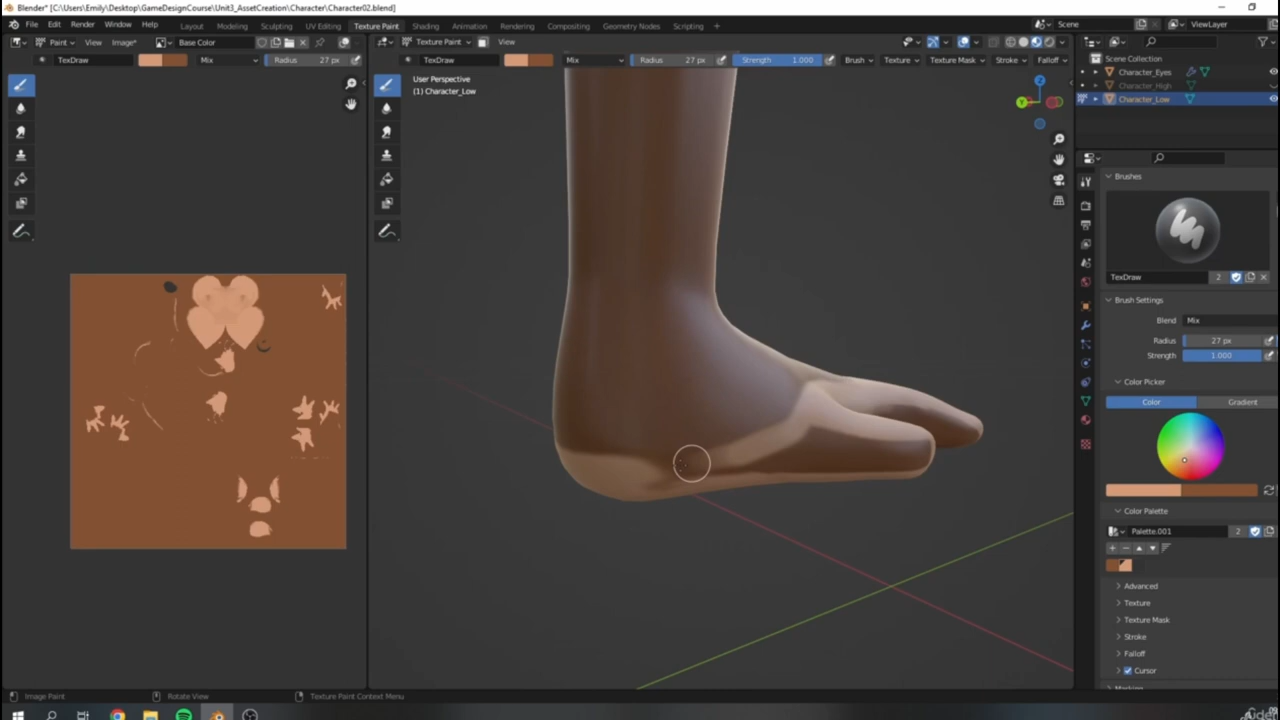 Blender* [C:\Users\Emily\Desktop\GameDesignCourse\Unit3_AssetCreation\Character\Character02.blend]
File Edit Render Window Help Layout Modeling Sculpting UV Editing Texture Paint Shading Animation Rendering Compositing Geometry Nodes Scripting + Scene ViewLayer
Paint View Image* Base Color Texture Paint View
TexDraw Mix Radius 27 px TexDraw Mix Radius 27 px Strength 1.000 Brush Texture Texture Mask Stroke Falloff
User Perspective
(1) Character_Low
Y
Z
Scene Collection
Character_Eyes
Character_High
Character_Low
Brushes
TexDraw 2
Brush Settings
Blend Mix
Radius 27 px
Strength 1.000
Color Picker
Color Gradient
Color Palette
Palette.001 2
Advanced
Texture
Texture Mask
Stroke
Falloff
Cursor
Image Paint Rotate View Texture Paint Context Menu